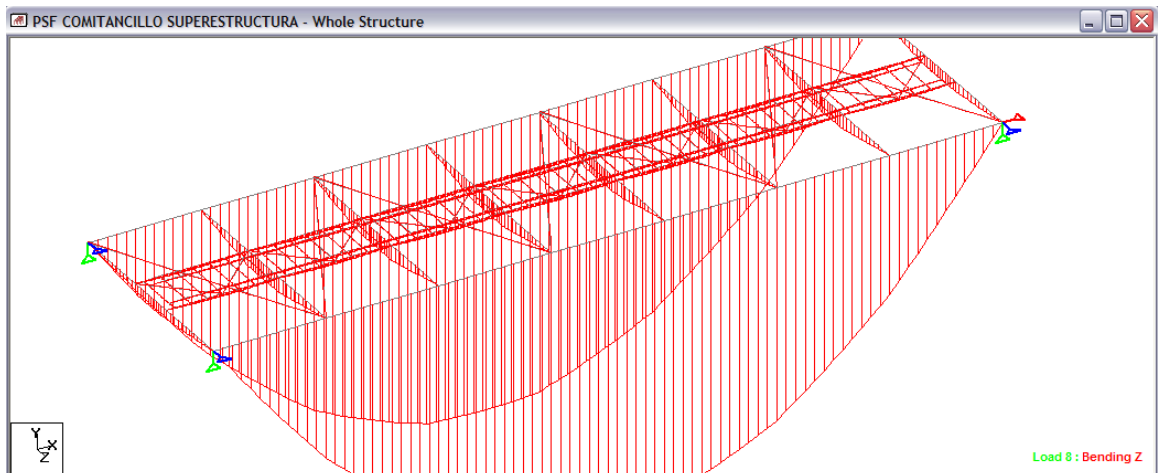 PSF COMITANCILLO SUPERESTRUCTURA - Whole Structure
Y
X
Z
Load 8 : Bending Z